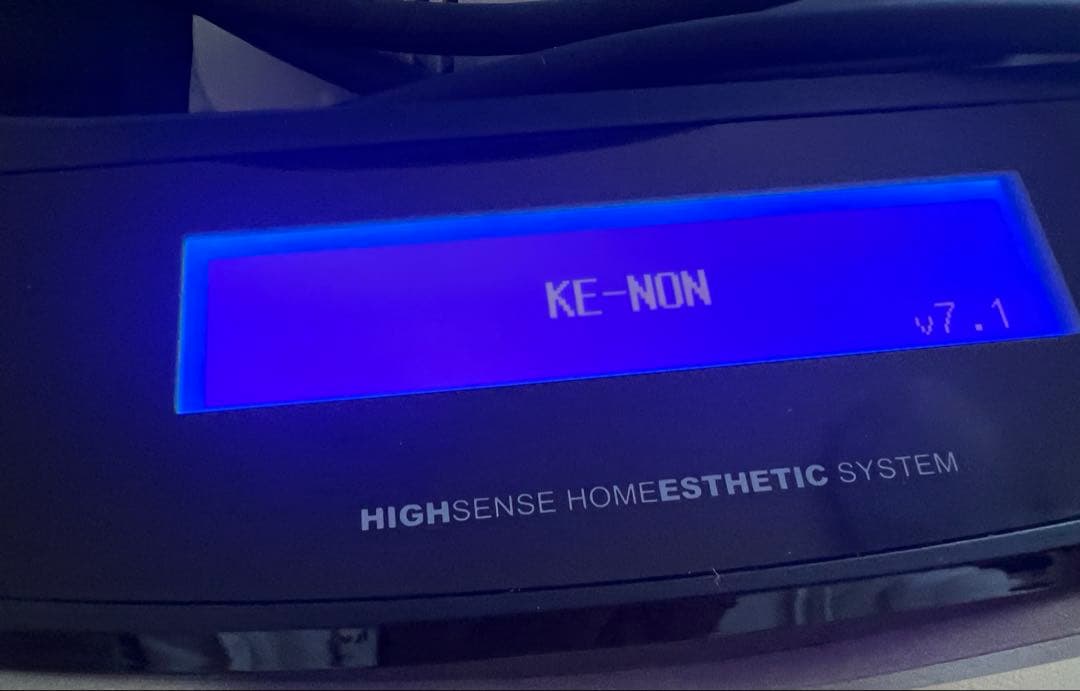 KE-NON
v7.1
HIGHSENSE HOMEESTHETIC SYSTEM